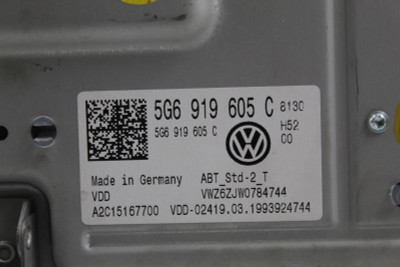 5G6 919 605 C 8130
5G6 919 605 C H52
00
Made in Germany ABT_Std-2_T
VDD VWZ6ZJW0784744
A2C15167700 VDD-02419.03.1993924744